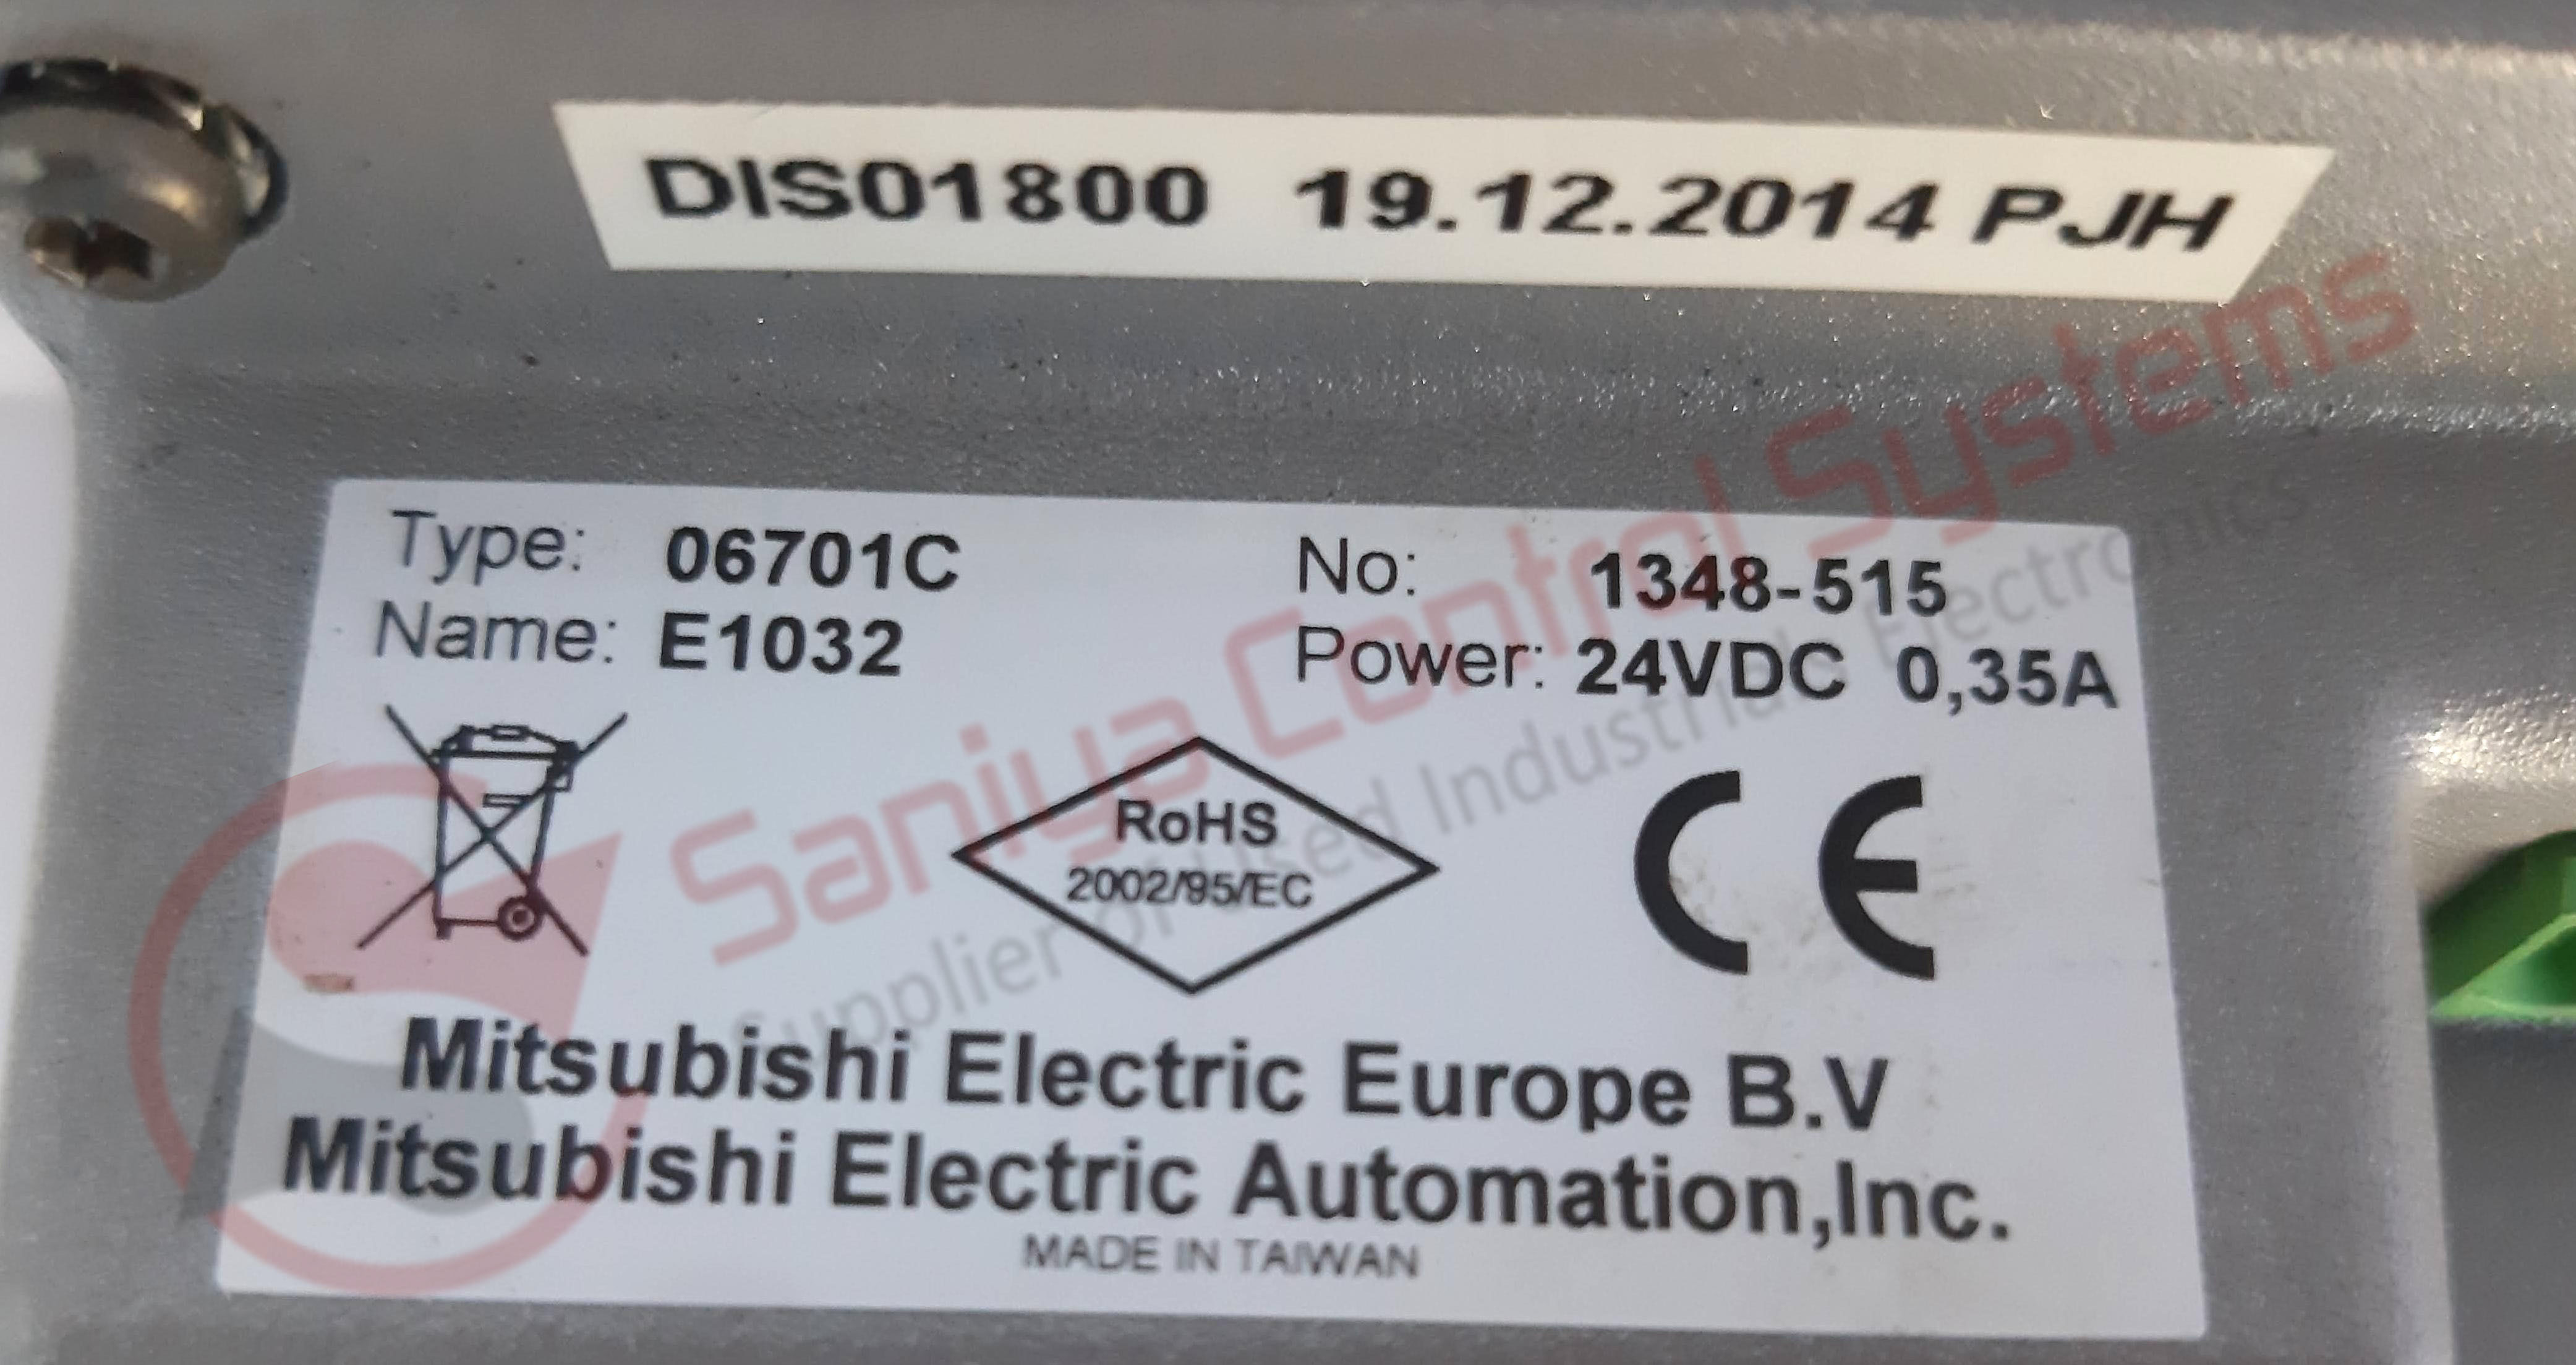 DIS01800 19.12.2014 PJH
Type: 06701C No: 1348-515
Name: E1032 Power: 24VDC 0,35A
RoHS
2002/95/EC
CE
Mitsubishi Electric Europe B.V
Mitsubishi Electric Automation,Inc.
MADE IN TAIWAN
Saniya Control Systems
Supplier of Used Industrial Electronics